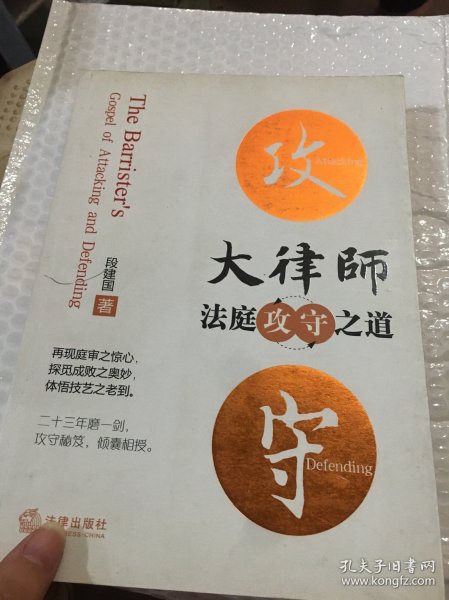 The Barrister's
Gospel of Attacking and Defending
段建国
著
攻
Attacking
大律師
法庭攻守之道
再现庭审之惊心，
探觅成败之奥妙，
体悟技艺之老到。
二十三年磨一剑，
攻守秘笈，倾囊相授。
守
Defending
法律出版社
PRESS·CHINA
孔夫子旧书网
www.kongfz.com